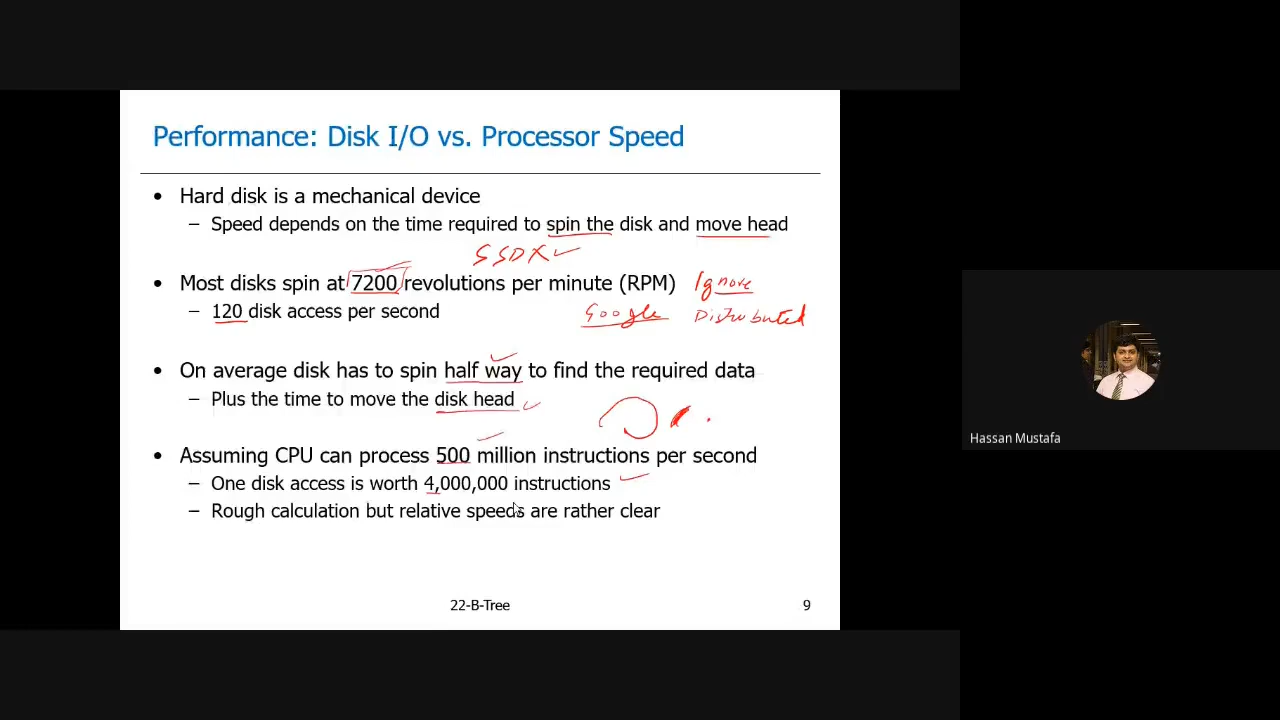 Performance: Disk I/O vs. Processor Speed
• Hard disk is a mechanical device
– Speed depends on the time required to spin the disk and move head
SSD X ✓
• Most disks spin at 7200 revolutions per minute (RPM) Ignore
– 120 disk access per second Google Distributed
• On average disk has to spin half way to find the required data
– Plus the time to move the disk head
• Assuming CPU can process 500 million instructions per second
– One disk access is worth 4,000,000 instructions
– Rough calculation but relative speeds are rather clear
22-B-Tree 9
Hassan Mustafa